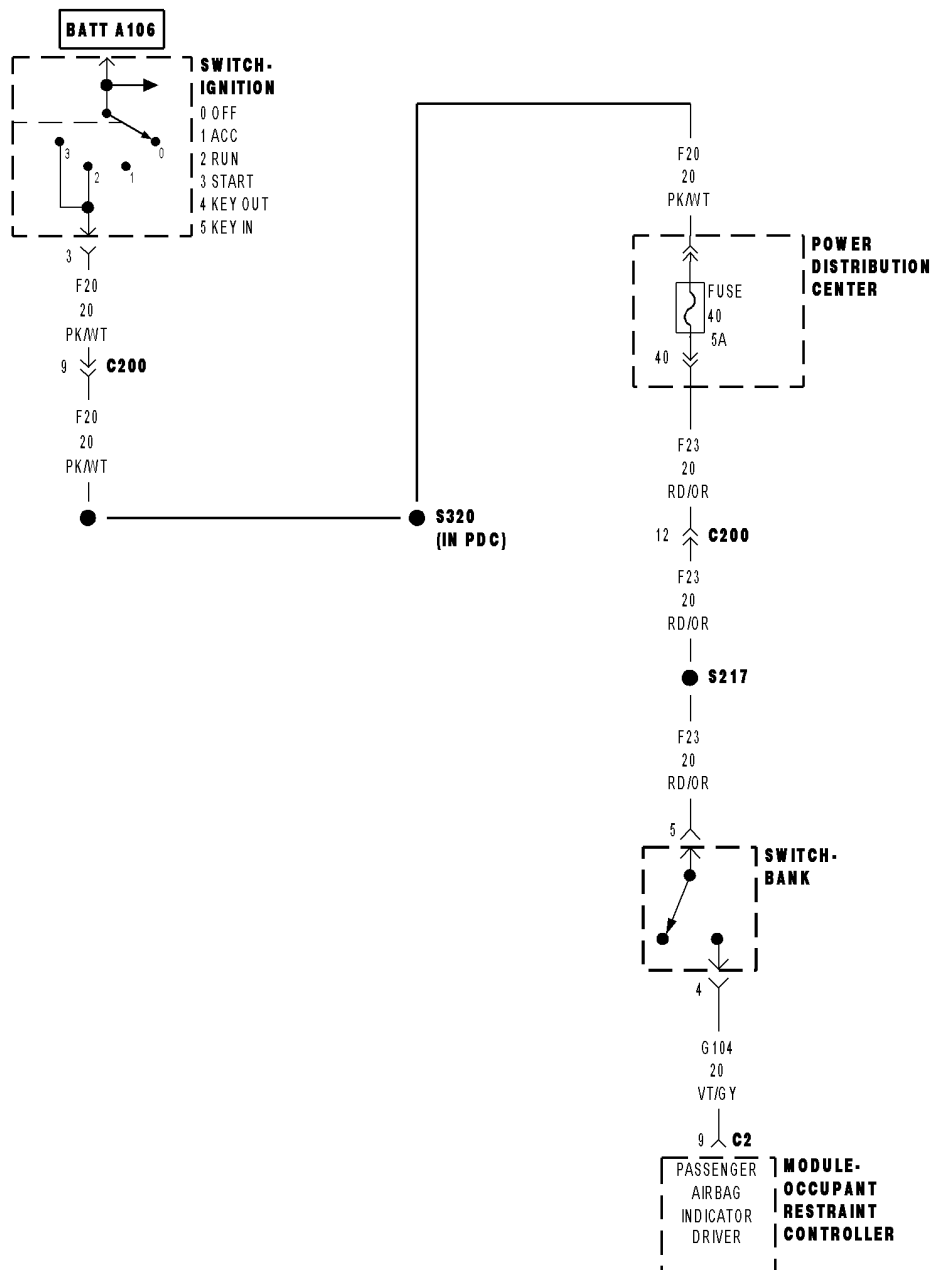 BATT A106
SWITCH-
IGNITION
0 OFF
1 ACC
2 RUN
3 START
4 KEY OUT
5 KEY IN
3
2
1
0
3
F20
20
PK/WT
9
C200
F20
20
PK/WT
S320
(IN PDC)
F20
20
PK/WT
POWER
DISTRIBUTION
CENTER
FUSE
40
5A
40
F23
20
RD/OR
12
C200
F23
20
RD/OR
S217
F23
20
RD/OR
5
SWITCH-
BANK
4
G104
20
VT/GY
9
C2
PASSENGER
AIRBAG
INDICATOR
DRIVER
MODULE-
OCCUPANT
RESTRAINT
CONTROLLER